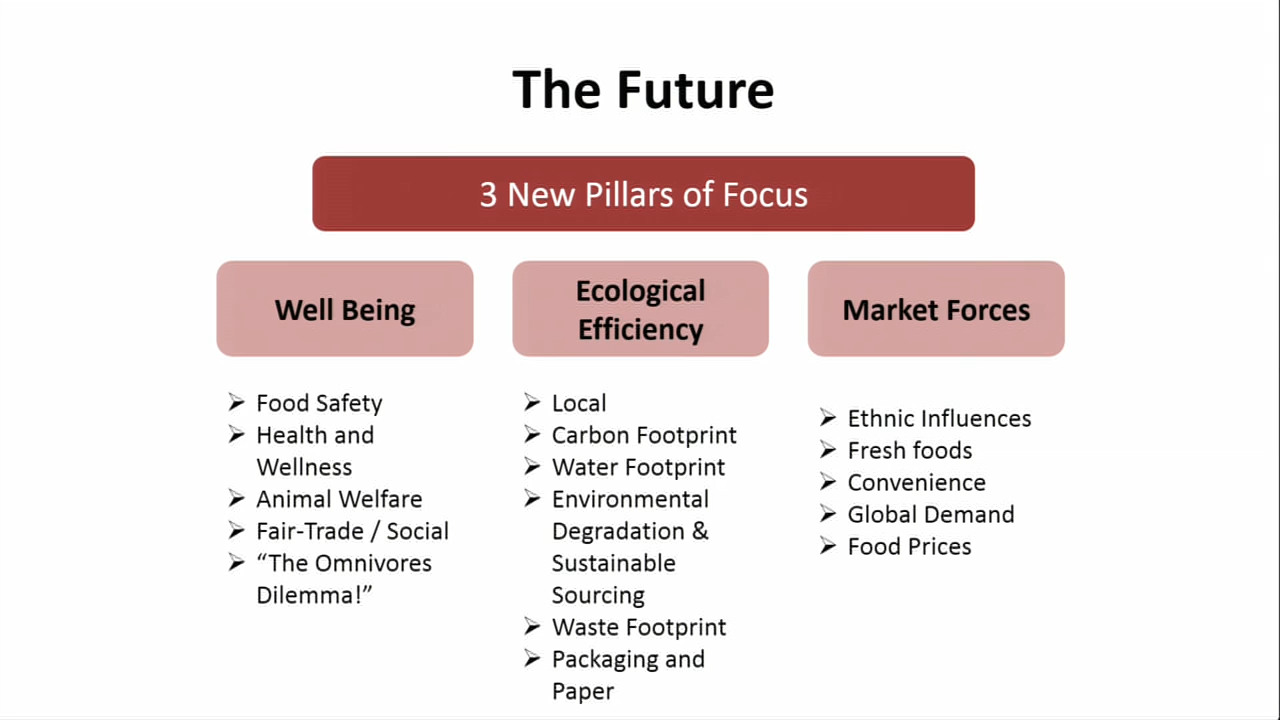 The Future
3 New Pillars of Focus
Well Being
Food Safety
Health and
Wellness
Animal Welfare
Fair-Trade / Social
“The Omnivores
Dilemma!”
Ecological
Efficiency
Local
Carbon Footprint
Water Footprint
Environmental
Degradation &
Sustainable
Sourcing
Waste Footprint
Packaging and
Paper
Market Forces
Ethnic Influences
Fresh foods
Convenience
Global Demand
Food Prices